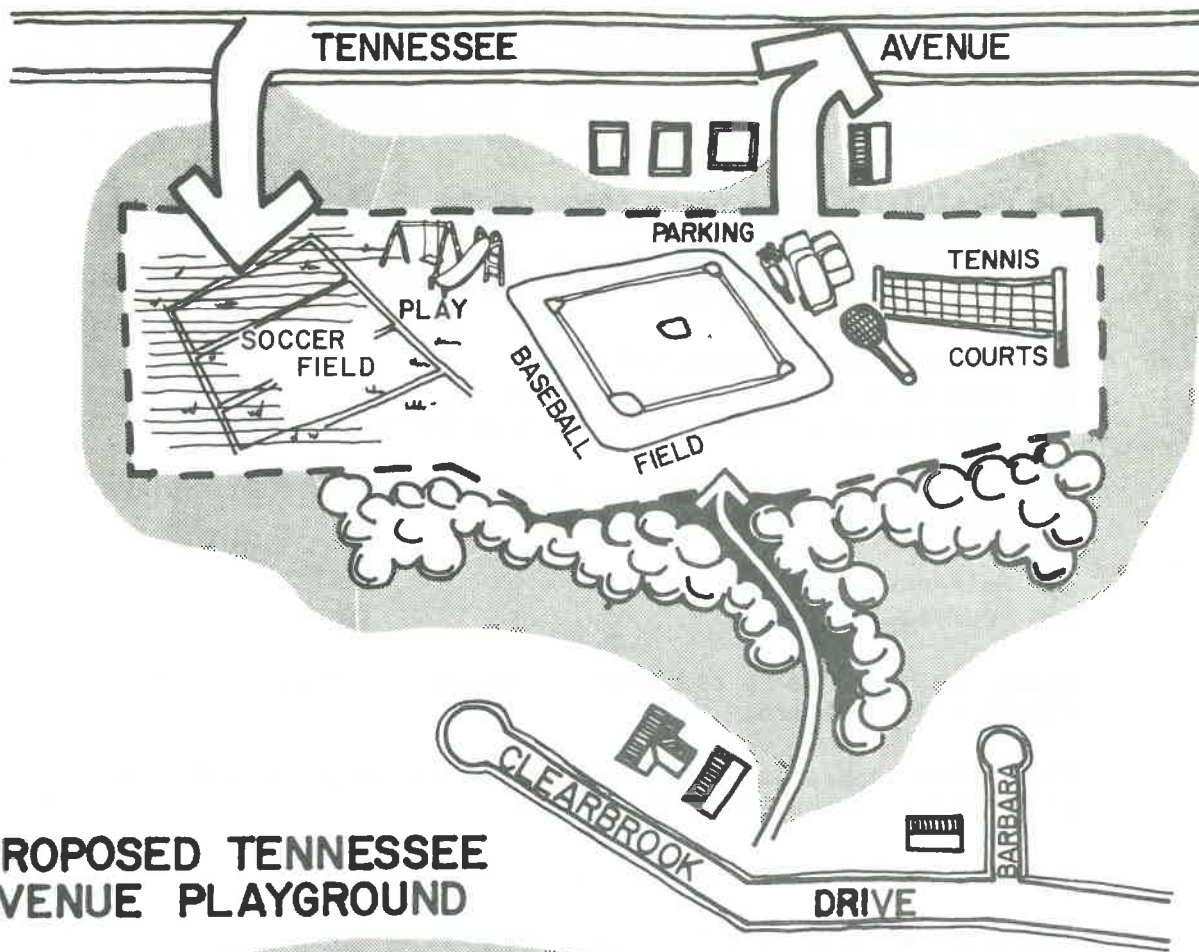 TENNESSEE AVENUE
PARKING
TENNIS
COURTS
PLAY
SOCCER
FIELD
BASEBALL
FIELD
CLEARBROOK
DRIVE
BARBARA
ROPOSED TENNESSEE
VENUE PLAYGROUND